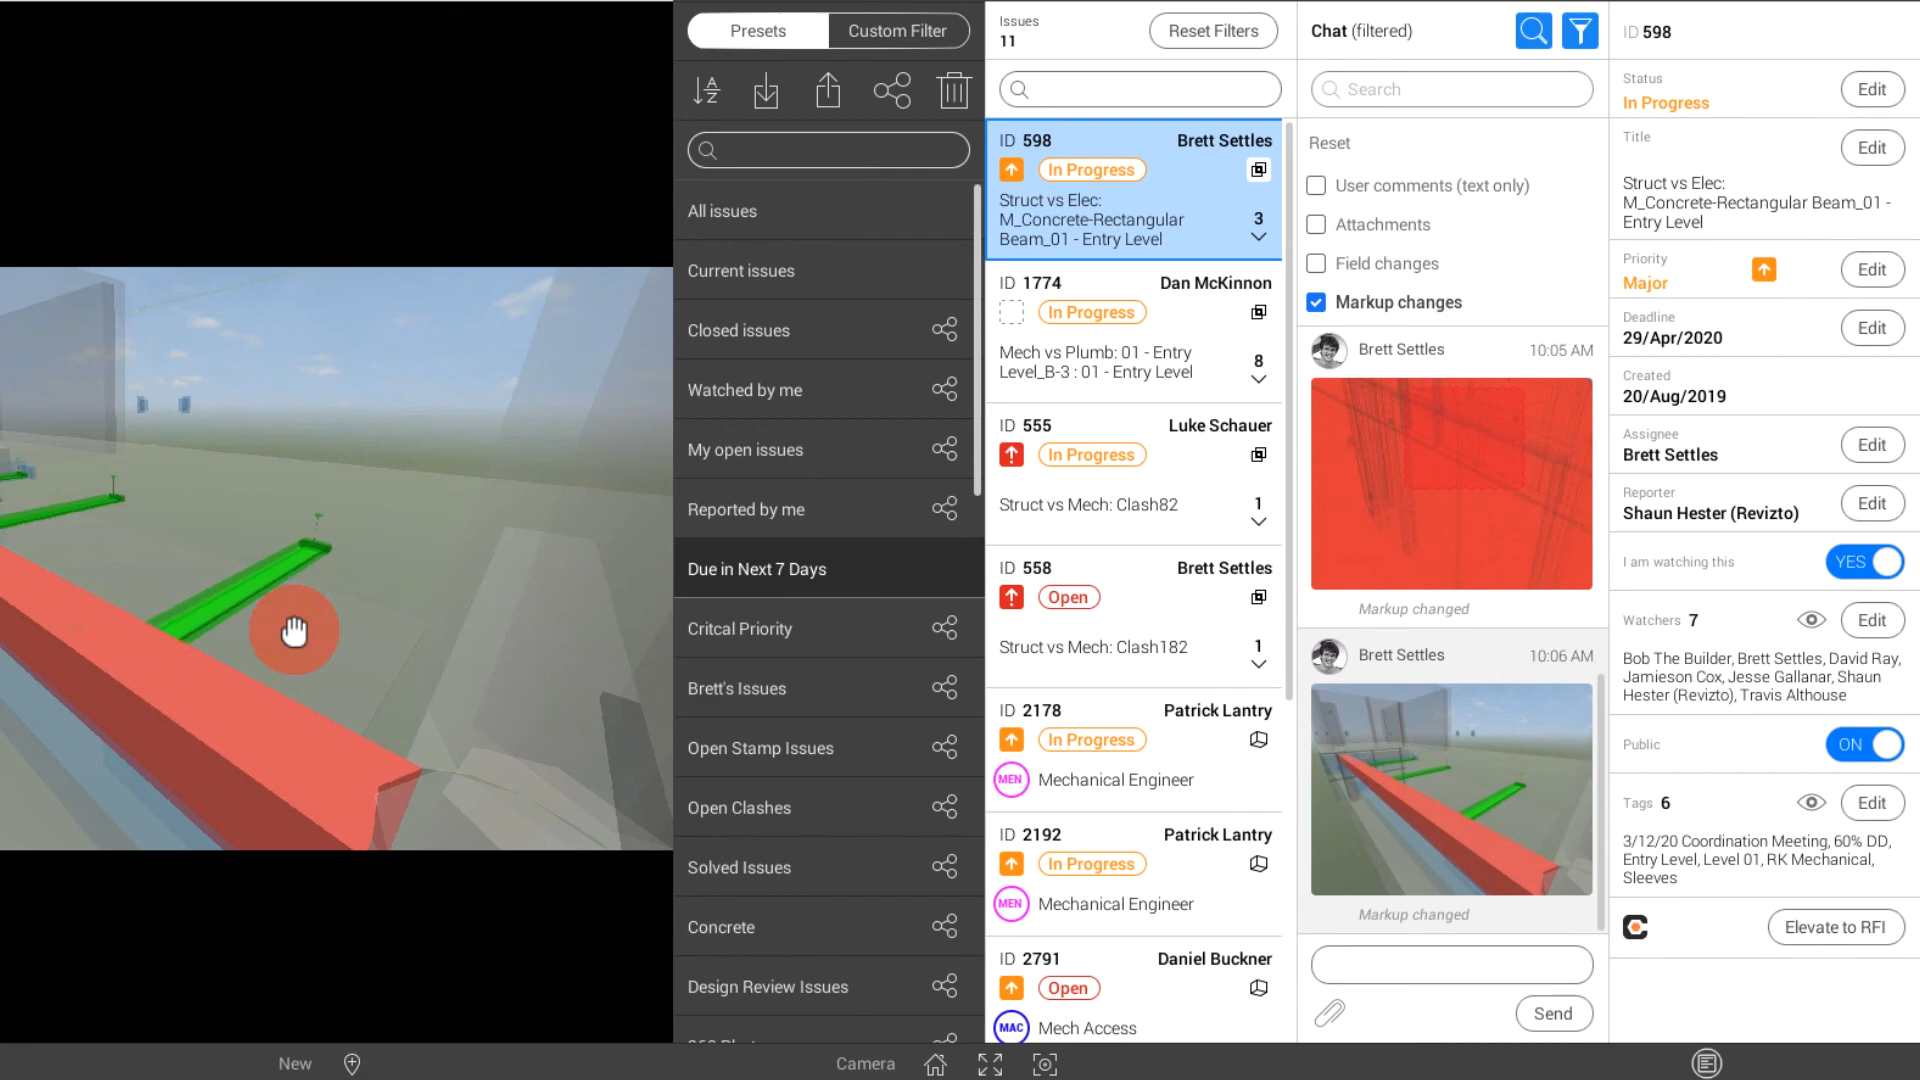 Presets
Custom Filter
All issues
Current issues
Closed issues
Watched by me
My open issues
Reported by me
Due in Next 7 Days
Critcal Priority
Brett's Issues
Open Stamp Issues
Open Clashes
Solved Issues
Concrete
Design Review Issues
Issues
11
Reset Filters
ID 598
Brett Settles
In Progress
Struct vs Elec:
M_Concrete-Rectangular
Beam_01 - Entry Level
3
ID 1774
Dan McKinnon
In Progress
Mech vs Plumb: 01 - Entry
Level_B-3 : 01 - Entry Level
8
ID 555
Luke Schauer
In Progress
Struct vs Mech: Clash82
1
ID 558
Brett Settles
Open
Struct vs Mech: Clash182
1
ID 2178
Patrick Lantry
In Progress
MEN Mechanical Engineer
ID 2192
Patrick Lantry
In Progress
MEN Mechanical Engineer
ID 2791
Daniel Buckner
Open
MAC Mech Access
Chat (filtered)
Search
Reset
User comments (text only)
Attachments
Field changes
Markup changes
Brett Settles
10:05 AM
Markup changed
Brett Settles
10:06 AM
Markup changed
Send
ID 598
Status
In Progress
Edit
Title
Edit
Struct vs Elec:
M_Concrete-Rectangular Beam_01 -
Entry Level
Priority
Major
Edit
Deadline
29/Apr/2020
Edit
Created
20/Aug/2019
Assignee
Brett Settles
Edit
Reporter
Shaun Hester (Revizto)
Edit
I am watching this
YES
Watchers 7
Edit
Bob The Builder, Brett Settles, David Ray,
Jamieson Cox, Jesse Gallanar, Shaun
Hester (Revizto), Travis Althouse
Public
ON
Tags 6
Edit
3/12/20 Coordination Meeting, 60% DD,
Entry Level, Level 01, RK Mechanical,
Sleeves
Elevate to RFI
New
Camera